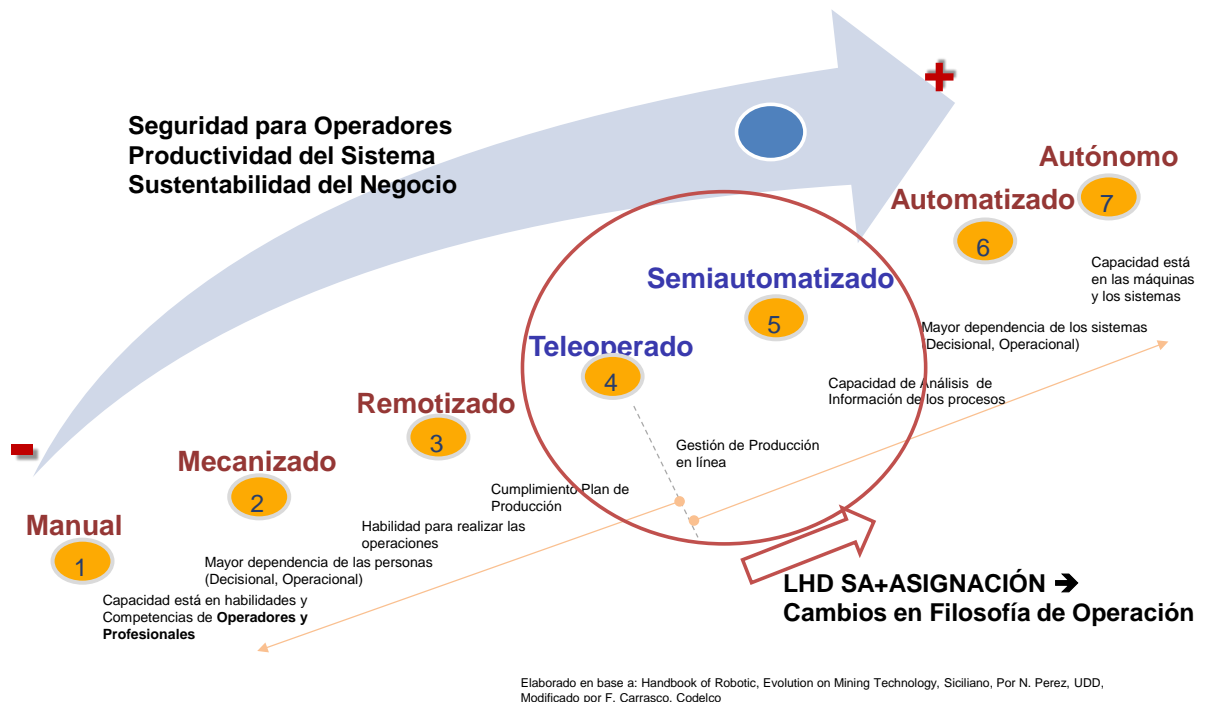 +
Seguridad para Operadores
Productividad del Sistema
Sustentabilidad del Negocio
Autónomo
7
Automatizado
6
Capacidad está
en las máquinas
y los sistemas
Semiautomatizado
5
Mayor dependencia de los sistemas
(Decisional, Operacional)
Teleoperado
4
Capacidad de Análisis de
Información de los procesos
Remotizado
3
Gestión de Producción
en línea
-
Mecanizado
2
Cumplimiento Plan de
Producción
Manual
1
Habilidad para realizar las
operaciones
Mayor dependencia de las personas
(Decisional, Operacional)
Capacidad está en habilidades y
Competencias de Operadores y
Profesionales
LHD SA+ASIGNACIÓN ➔
Cambios en Filosofía de Operación
Elaborado en base a: Handbook of Robotic, Evolution on Mining Technology, Siciliano, Por N. Perez, UDD,
Modificado por F. Carrasco, Codelco